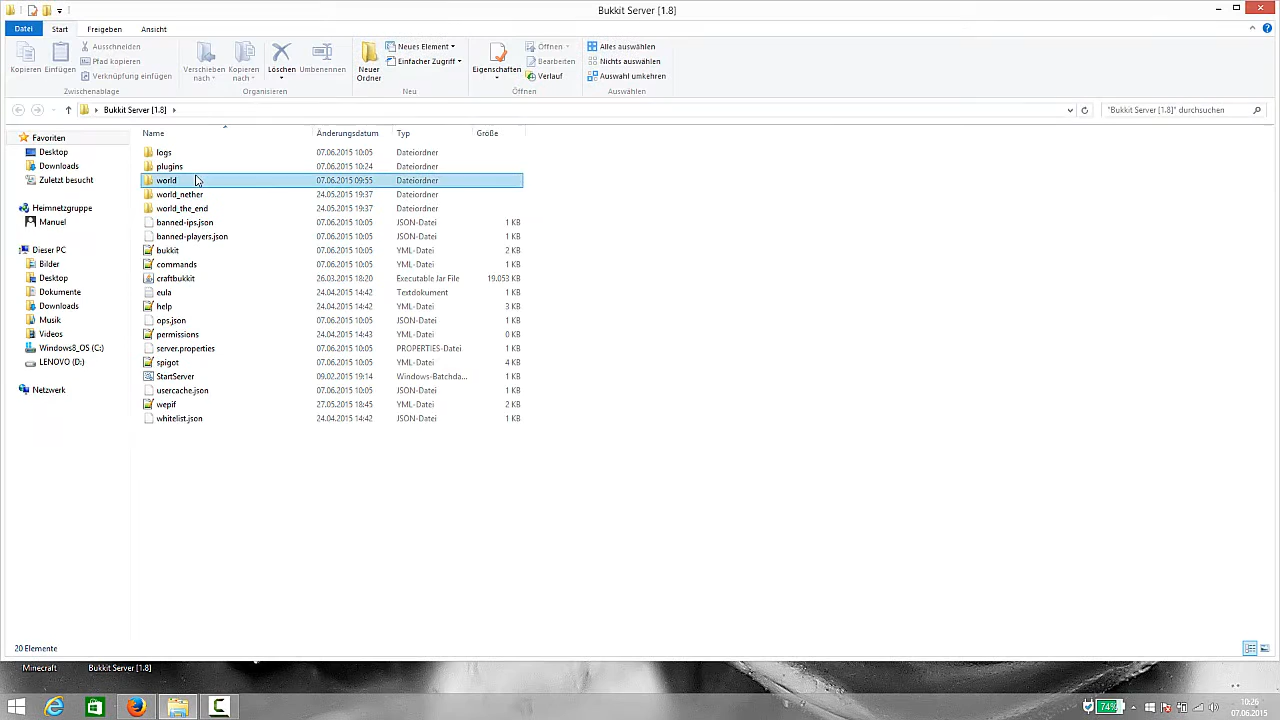 Bukkit Server [1.8]
Datei Start Freigeben Ansicht
Kopieren
Einfügen
Ausschneiden
Pfad kopieren
Verknüpfung einfügen
Zwischenablage
Verschieben nach
Kopieren nach
Löschen
Umbenennen
Organisieren
Neuer Ordner
Neues Element
Einfacher Zugriff
Neu
Eigenschaften
Öffnen
Bearbeiten
Verlauf
Öffnen
Alles auswählen
Nichts auswählen
Auswahl umkehren
Auswählen
Bukkit Server [1.8]
"Bukkit Server [1.8]" durchsuchen
Favoriten
Desktop
Downloads
Zuletzt besucht
Heimnetzgruppe
Manuel
Dieser PC
Bilder
Desktop
Dokumente
Downloads
Musik
Videos
Windows8_OS (C:)
LENOVO (D:)
Netzwerk
Name Änderungsdatum Typ Größe
logs 07.06.2015 10:05 Dateiordner
plugins 07.06.2015 10:24 Dateiordner
world 07.06.2015 09:55 Dateiordner
world_nether 24.05.2015 19:37 Dateiordner
world_the_end 24.05.2015 19:37 Dateiordner
banned-ips.json 07.06.2015 10:05 JSON-Datei 1 KB
banned-players.json 07.06.2015 10:05 JSON-Datei 1 KB
bukkit 07.06.2015 10:05 YML-Datei 2 KB
commands 07.06.2015 10:05 YML-Datei 1 KB
craftbukkit 26.03.2015 18:20 Executable Jar File 19.053 KB
eula 24.04.2015 14:42 Textdokument 1 KB
help 24.04.2015 14:42 YML-Datei 3 KB
ops.json 07.06.2015 10:05 JSON-Datei 1 KB
permissions 24.04.2015 14:43 YML-Datei 0 KB
server.properties 07.06.2015 10:05 PROPERTIES-Datei 1 KB
spigot 07.06.2015 10:05 YML-Datei 4 KB
StartServer 09.02.2015 19:14 Windows-Batchda... 1 KB
usercache.json 07.06.2015 10:05 JSON-Datei 1 KB
wepif 27.05.2015 18:45 YML-Datei 2 KB
whitelist.json 24.04.2015 14:42 JSON-Datei 1 KB
20 Elemente
Minecraft Bukkit Server [1.8]
74%
10:26
07.06.2015